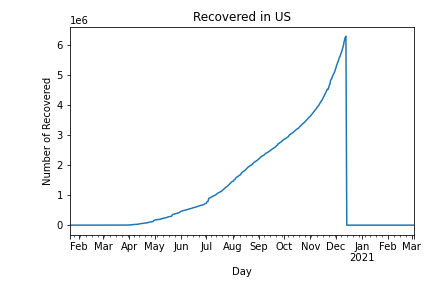 Recovered in US
1e6
6
5
4
3
2
1
0
Number of Recovered
Feb Mar Apr May Jun Jul Aug Sep Oct Nov Dec Jan Feb Mar
2021
Day